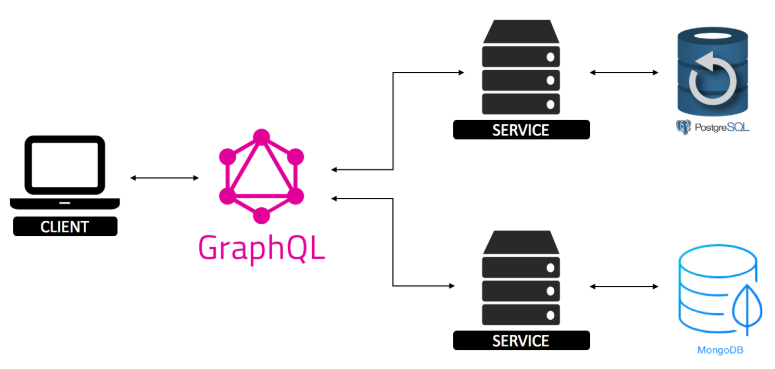 SERVICE
PostgreSQL
CLIENT
GraphQL
SERVICE
MongoDB